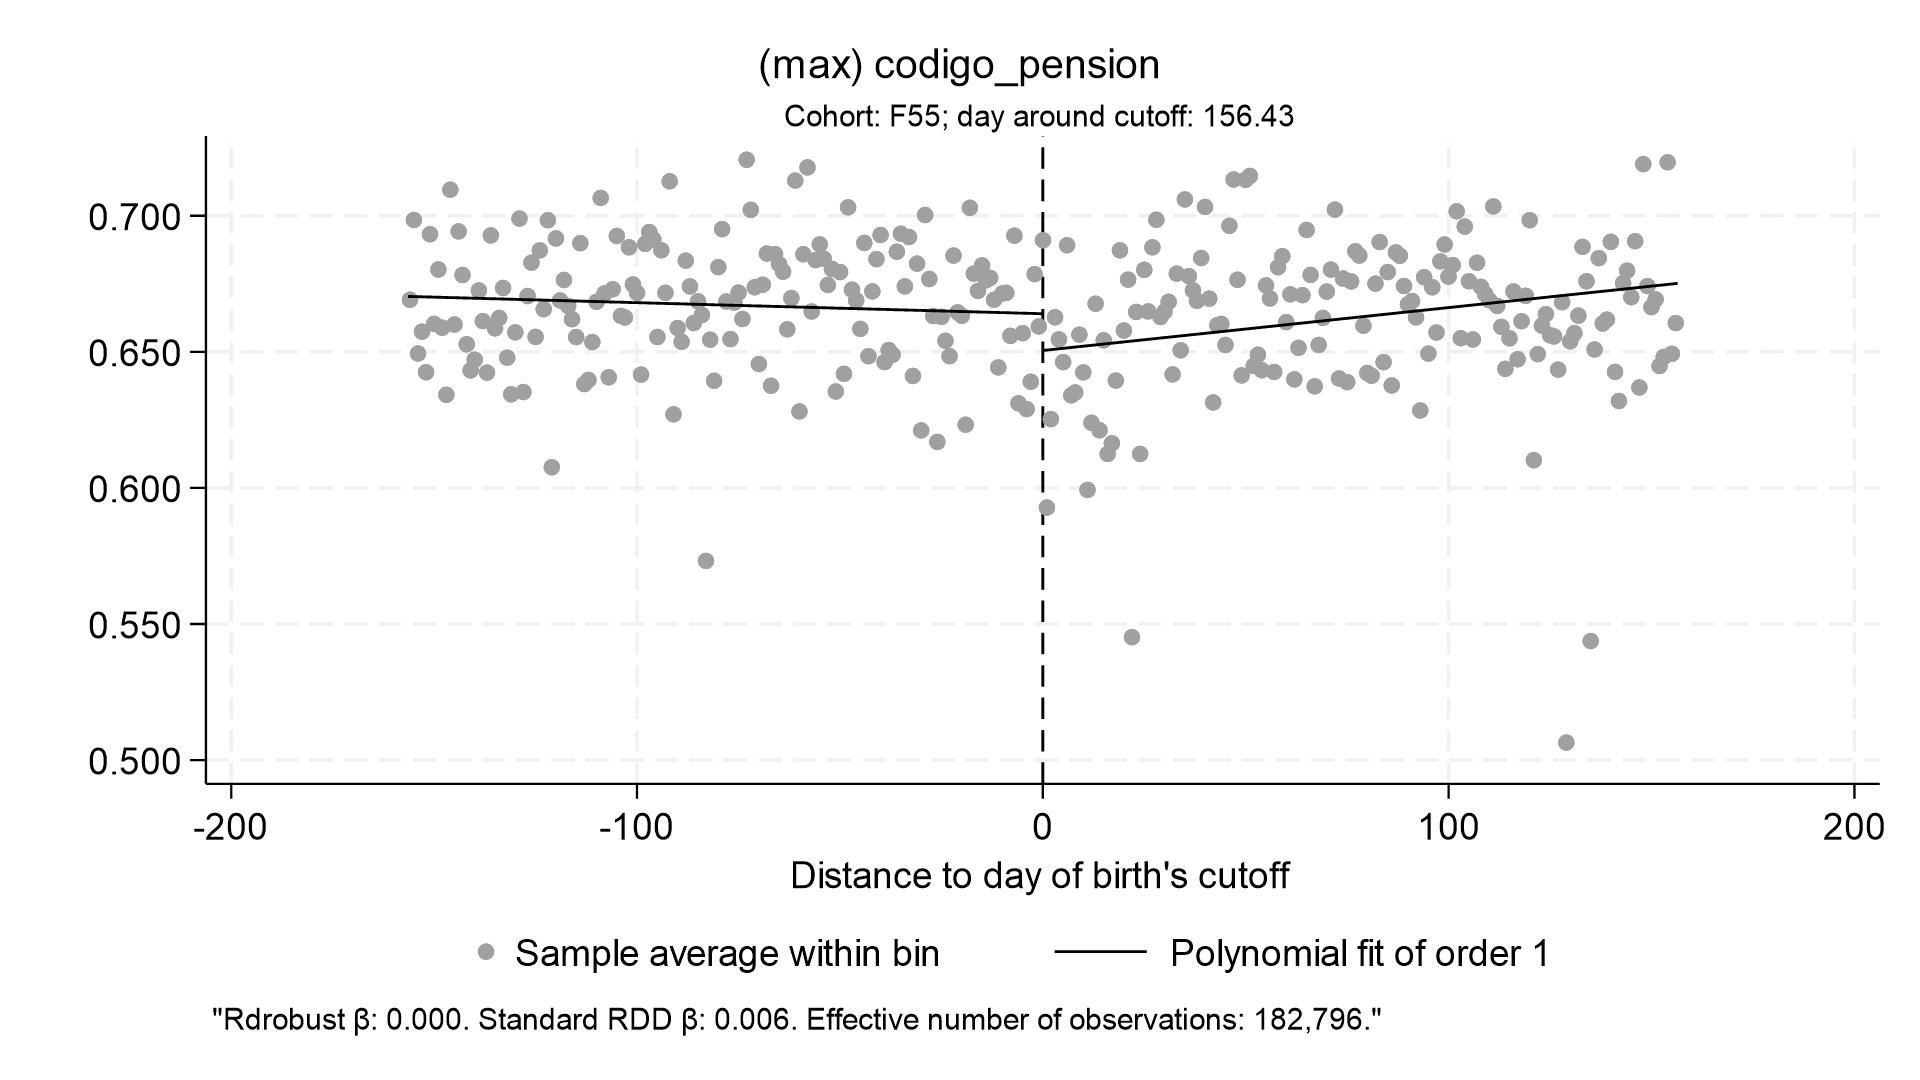 (max) codigo_pension
Cohort: F55; day around cutoff: 156.43
0.700
0.650
0.600
0.550
0.500
-200 -100 0 100 200
Distance to day of birth's cutoff
Sample average within bin Polynomial fit of order 1
"Rdrobust β: 0.000. Standard RDD β: 0.006. Effective number of observations: 182,796."